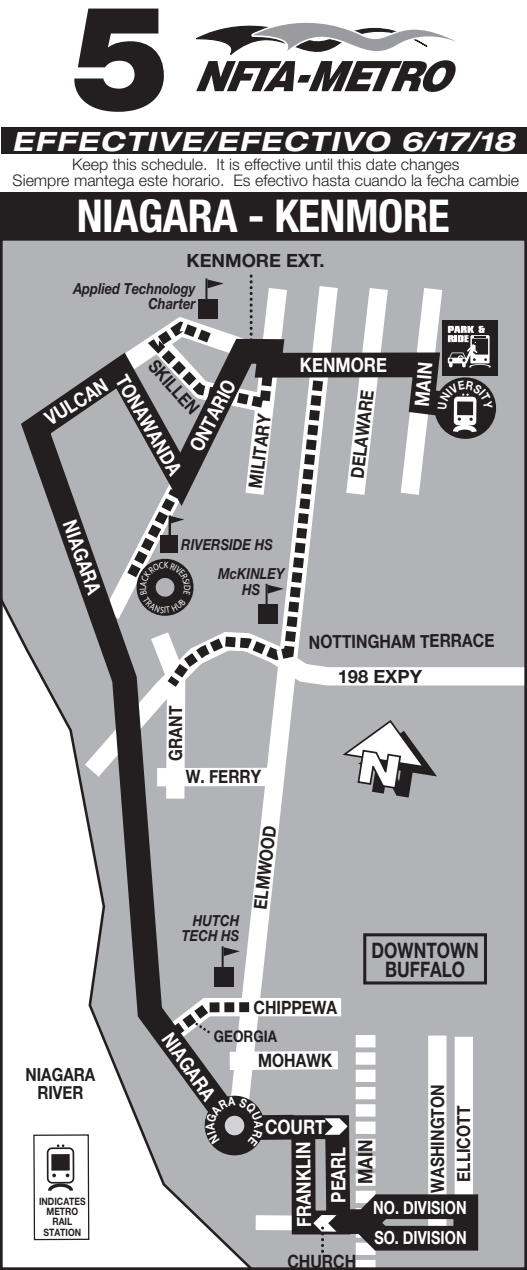 5 NFTA-METRO
EFFECTIVE/EFECTIVO 6/17/18
Keep this schedule. It is effective until this date changes
Siempre mantega este horario. Es efectivo hasta cuando la fecha cambie
NIAGARA - KENMORE
KENMORE EXT.
Applied Technology
Charter
PARK &
RIDE
KENMORE
MAIN
UNIVERSITY
SKILLEN
VULCAN
TONAWANDA
ONTARIO
MILITARY
DELAWARE
NIAGARA
RIVERSIDE HS
BLACK ROCK RIVERSIDE
TRANSIT HUB
McKINLEY
HS
NOTTINGHAM TERRACE
198 EXPY
GRANT
W. FERRY
N
ELMWOOD
HUTCH
TECH HS
DOWNTOWN
BUFFALO
CHIPPEWA
GEORGIA
NIAGARA
MOHAWK
NIAGARA
RIVER
NIAGARA SQUARE
COURT
FRANKLIN
PEARL
MAIN
WASHINGTON
ELLICOTT
INDICATES
METRO
RAIL
STATION
NO. DIVISION
SO. DIVISION
CHURCH